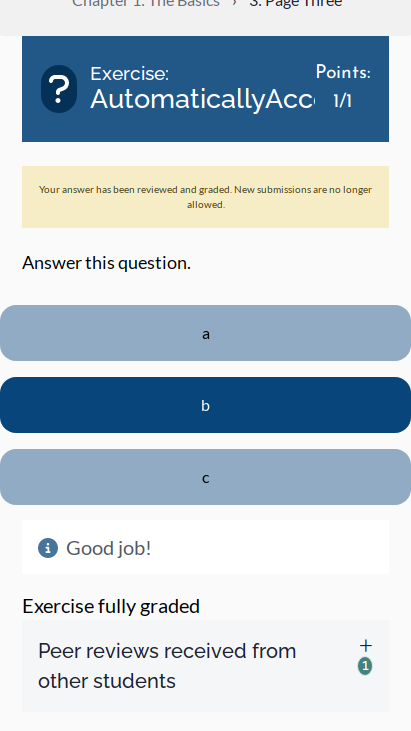 Chapter 1: The Basics › 3. Page Three
Exercise:
AutomaticallyAcc
Points:
1/1
Your answer has been reviewed and graded. New submissions are no longer
allowed.
Answer this question.
a
b
c
Good job!
Exercise fully graded
Peer reviews received from
other students
+
1